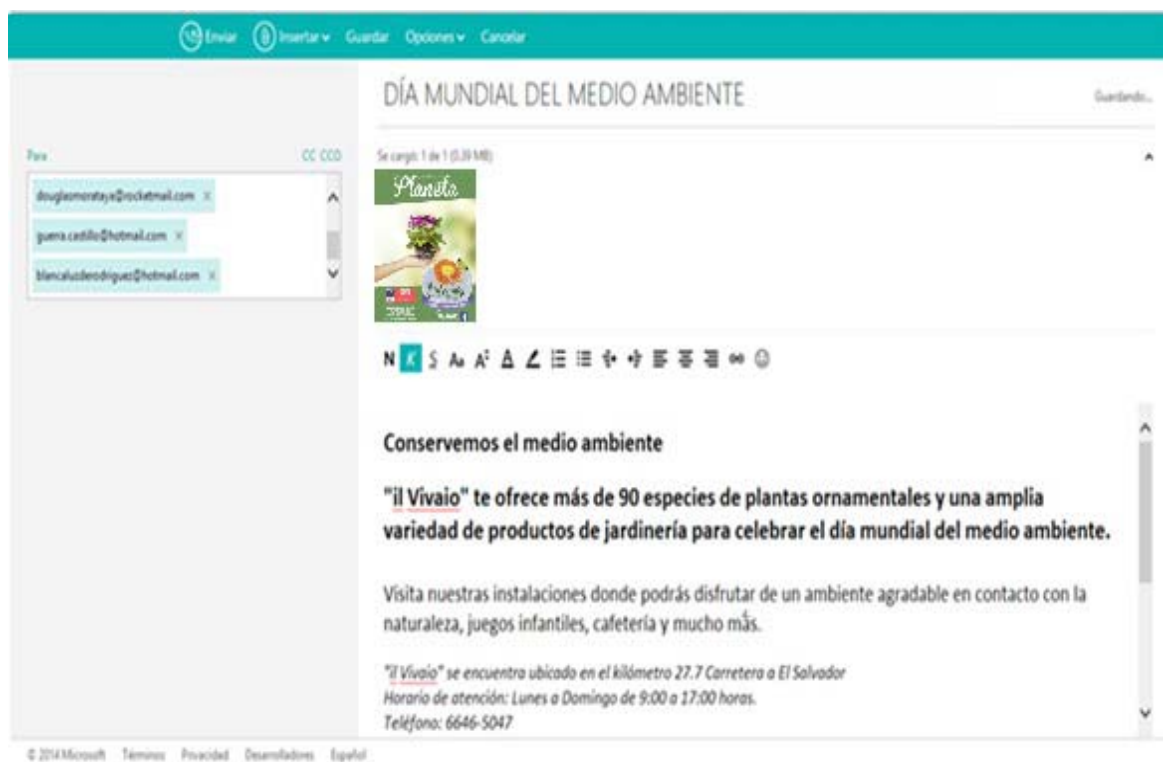 Enviar Insertar Guardar Opciones Cancelar
DÍA MUNDIAL DEL MEDIO AMBIENTE
Guardando...
Para CC CCO
douglasmorataya@rocketmail.com
guerra.castillo@hotmail.com
blancaluzderodriguez@hotmail.com
Se cargó: 1 de 1 (0.39 MB)
Planeta
N K S
Conservemos el medio ambiente
"il Vivaio" te ofrece más de 90 especies de plantas ornamentales y una amplia
variedad de productos de jardinería para celebrar el día mundial del medio ambiente.
Visita nuestras instalaciones donde podrás disfrutar de un ambiente agradable en contacto con la
naturaleza, juegos infantiles, cafetería y mucho más.
"il Vivaio" se encuentra ubicado en el kilómetro 27.7 Carretera a El Salvador
Horario de atención: Lunes a Domingo de 9:00 a 17:00 horas.
Teléfono: 6646-5047
© 2014 Microsoft Términos Privacidad Desarrolladores Español